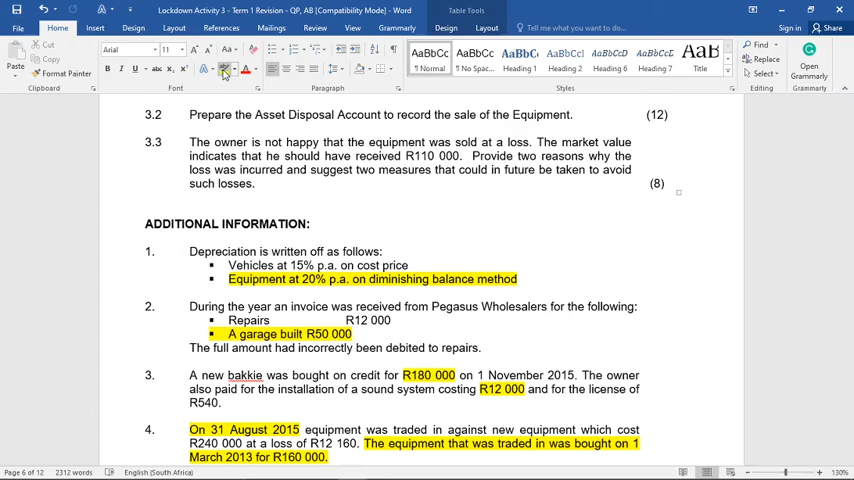 Lockdown Activity 3 - Term 1 Revision - QP, AB [Compatibility Mode] - Word
Table Tools
File Home Insert Draw Design Layout References Mailings Review View Grammarly Design Layout Tell me what you want to do... Sign in Share
Paste
Cut
Copy
Format Painter
Clipboard
Arial 11
Font
Paragraph
AaBbCc AaBbCc AaBbCc AaBbCc AaBbCcD AaBbCcD AaB
¶ Normal ¶ No Spac... Heading 1 Heading 2 Heading 6 Heading 7 Title
Styles
Find
Replace
Select
Editing
Open
Grammarly
Grammarly
3.2 Prepare the Asset Disposal Account to record the sale of the Equipment. (12)
3.3 The owner is not happy that the equipment was sold at a loss. The market value
indicates that he should have received R110 000. Provide two reasons why the
loss was incurred and suggest two measures that could in future be taken to avoid
such losses. (8)
ADDITIONAL INFORMATION:
1. Depreciation is written off as follows:
▪ Vehicles at 15% p.a. on cost price
▪ Equipment at 20% p.a. on diminishing balance method
2. During the year an invoice was received from Pegasus Wholesalers for the following:
▪ Repairs R12 000
▪ A garage built R50 000
The full amount had incorrectly been debited to repairs.
3. A new bakkie was bought on credit for R180 000 on 1 November 2015. The owner
also paid for the installation of a sound system costing R12 000 and for the license of
R540.
4. On 31 August 2015 equipment was traded in against new equipment which cost
R240 000 at a loss of R12 160. The equipment that was traded in was bought on 1
March 2013 for R160 000.
Page 6 of 12 2312 words English (South Africa) 130%